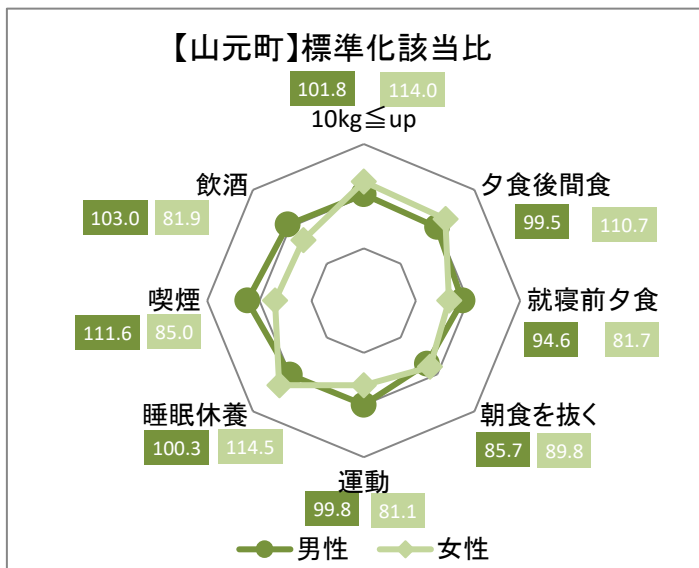 【山元町】標準化該当比
101.8 114.0
10kg≦up
夕食後間食
99.5 110.7
就寝前夕食
94.6 81.7
朝食を抜く
85.7 89.8
運動
99.8 81.1
睡眠休養
100.3 114.5
喫煙
111.6 85.0
飲酒
103.0 81.9
男性 女性